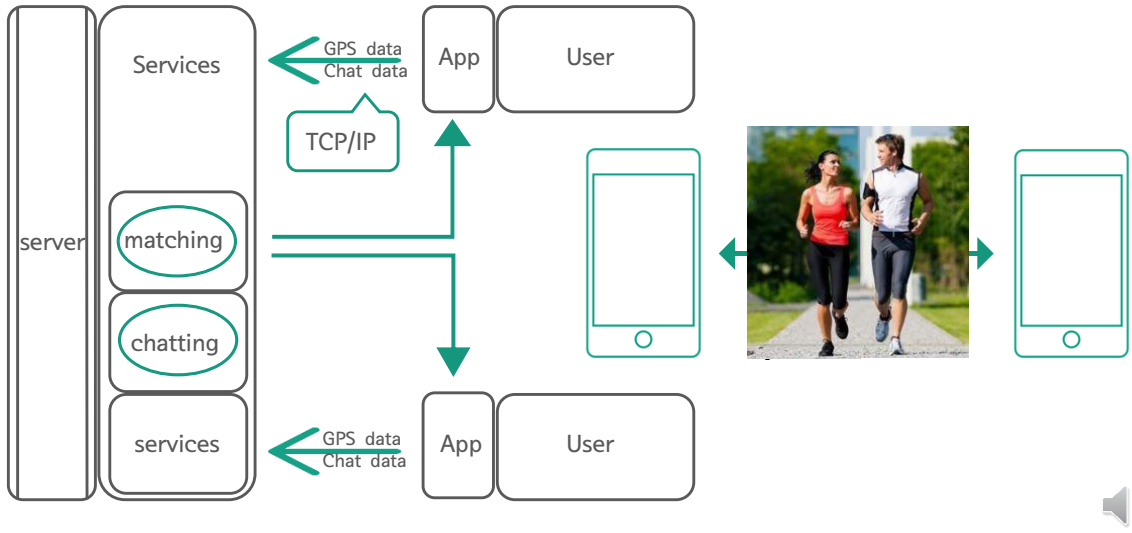 Services
GPS data
Chat data
App
User
TCP/IP
server
matching
chatting
services
GPS data
Chat data
App
User